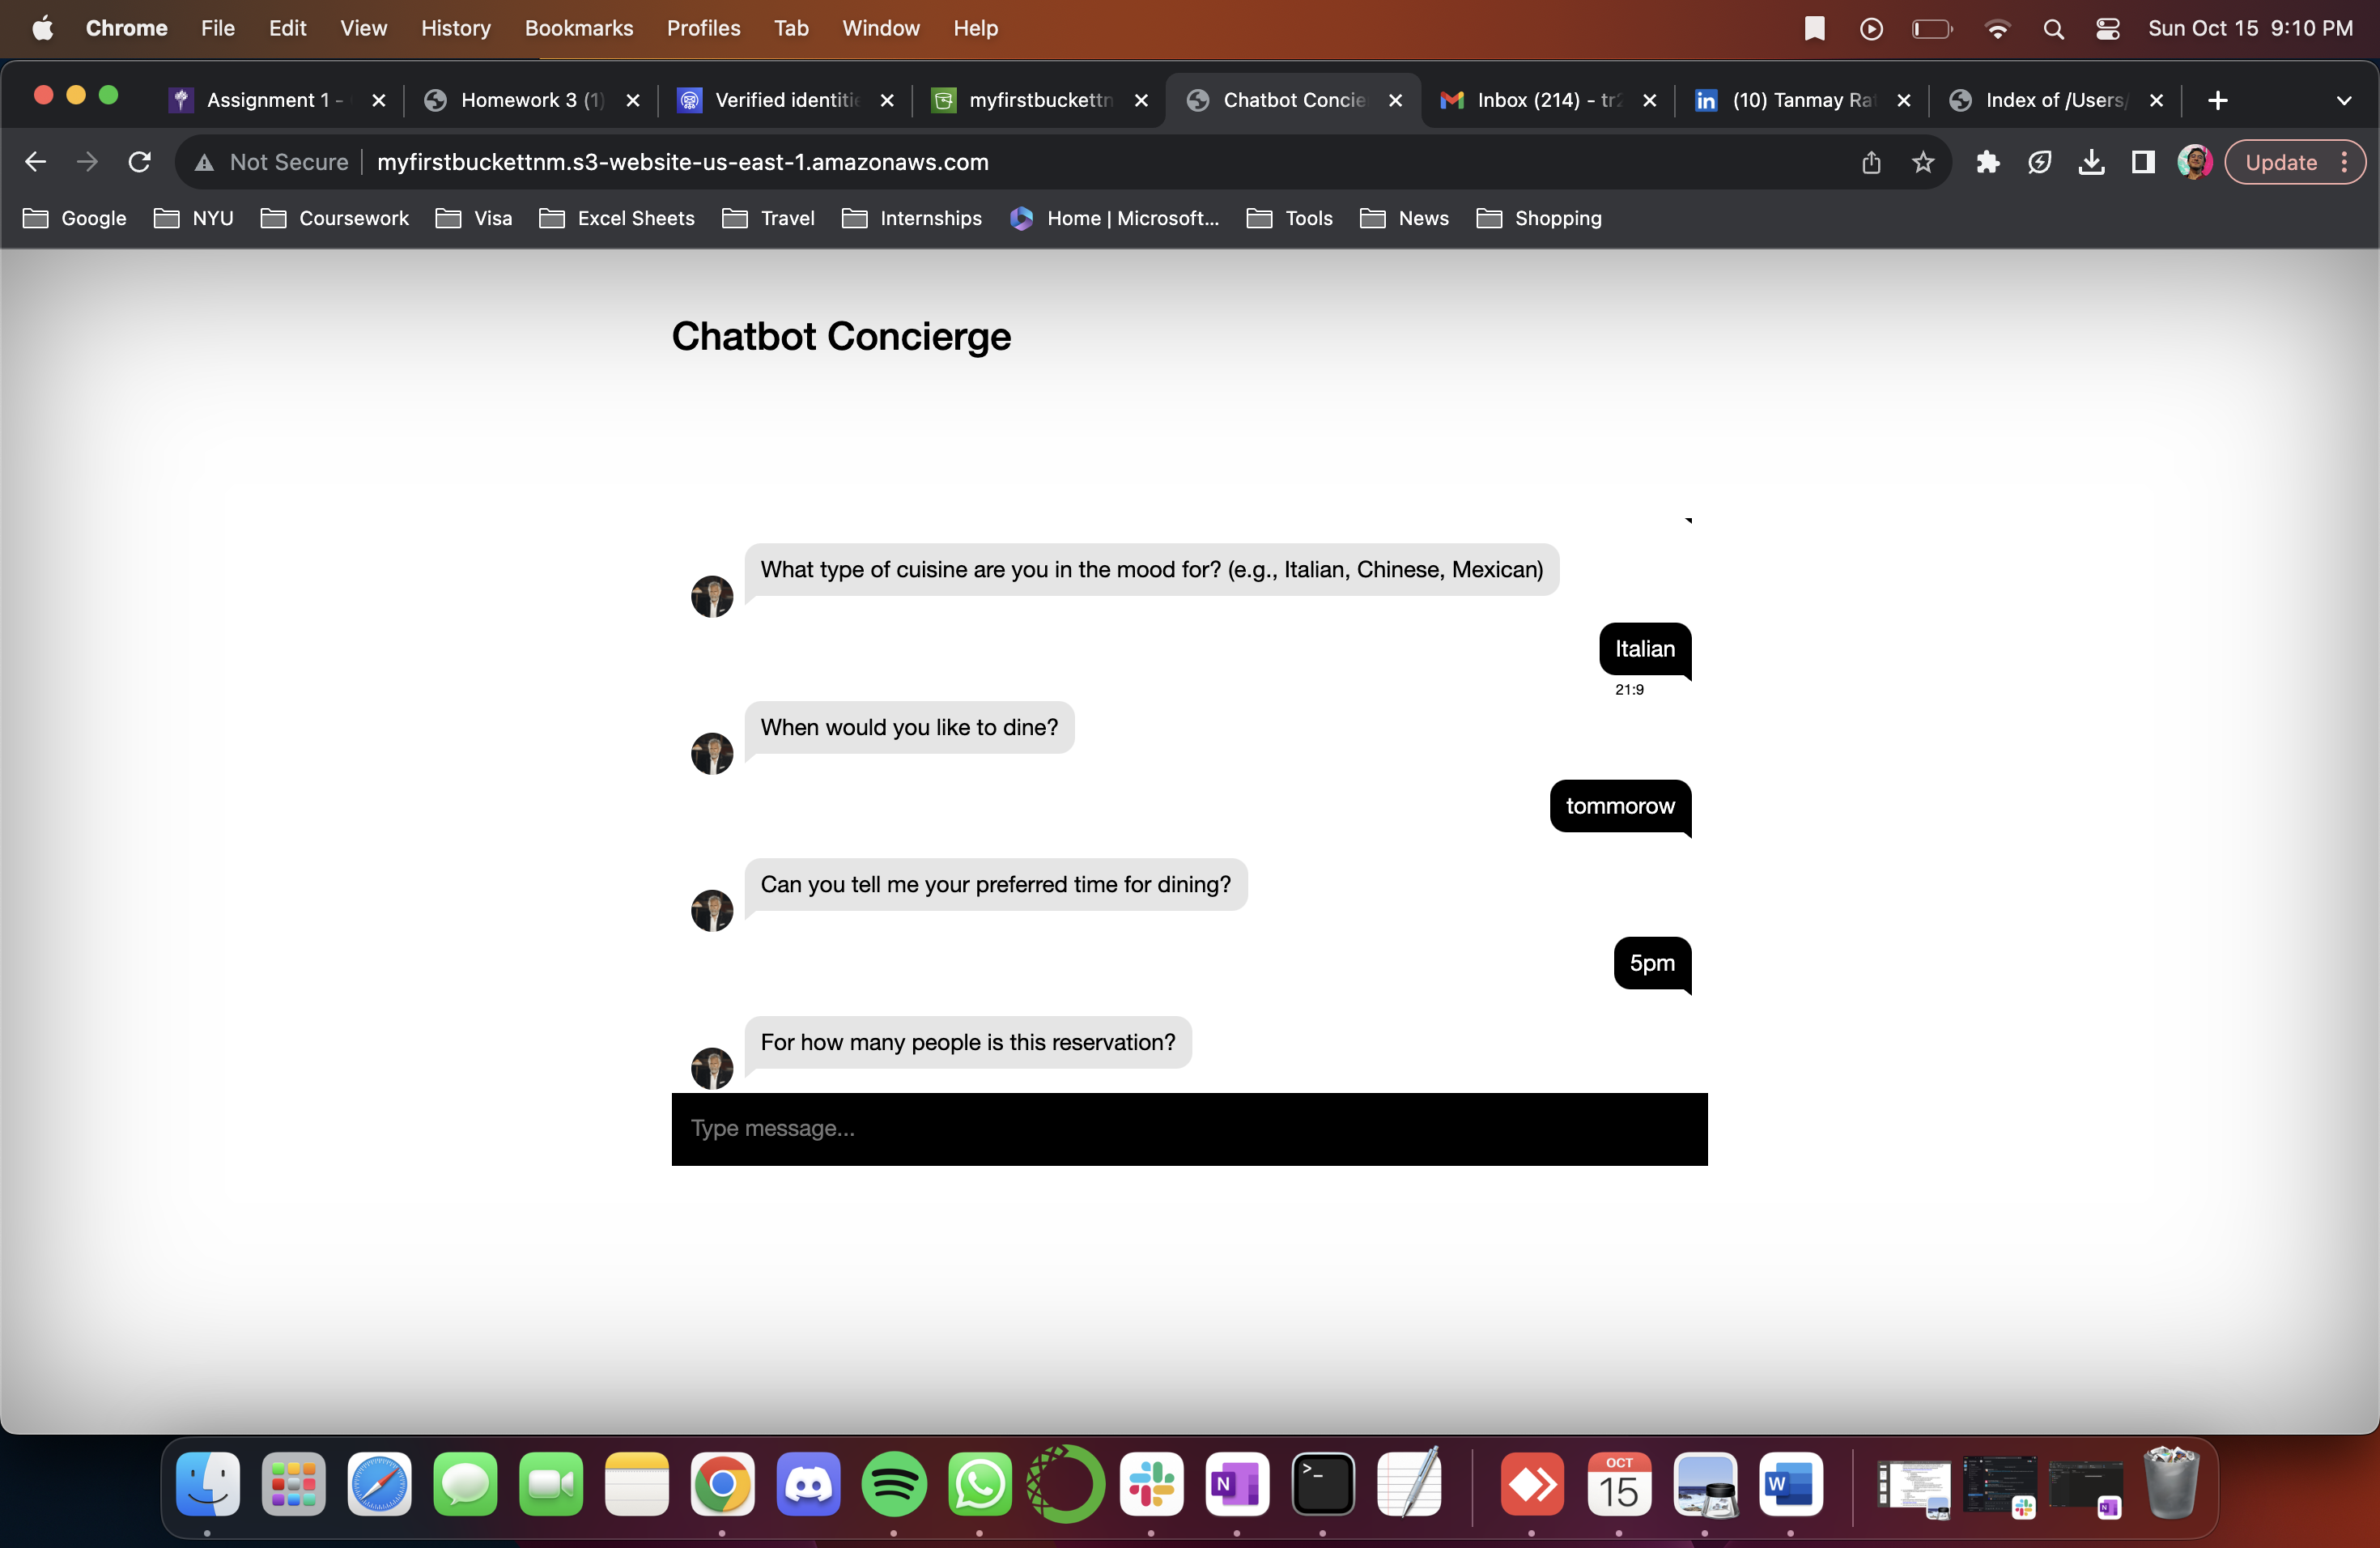 Chrome File Edit View History Bookmarks Profiles Tab Window Help Sun Oct 15 9:10 PM
Assignment 1 - Homework 3 (1) Verified identitie myfirstbuckettn Chatbot Concie Inbox (214) - tr2 (10) Tanmay Ra Index of /Users/
Not Secure myfirstbuckettnm.s3-website-us-east-1.amazonaws.com Update
Google NYU Coursework Visa Excel Sheets Travel Internships Home | Microsoft... Tools News Shopping
Chatbot Concierge
What type of cuisine are you in the mood for? (e.g., Italian, Chinese, Mexican)
Italian
21:9
When would you like to dine?
tommorow
Can you tell me your preferred time for dining?
5pm
For how many people is this reservation?
Type message...
OCT
15